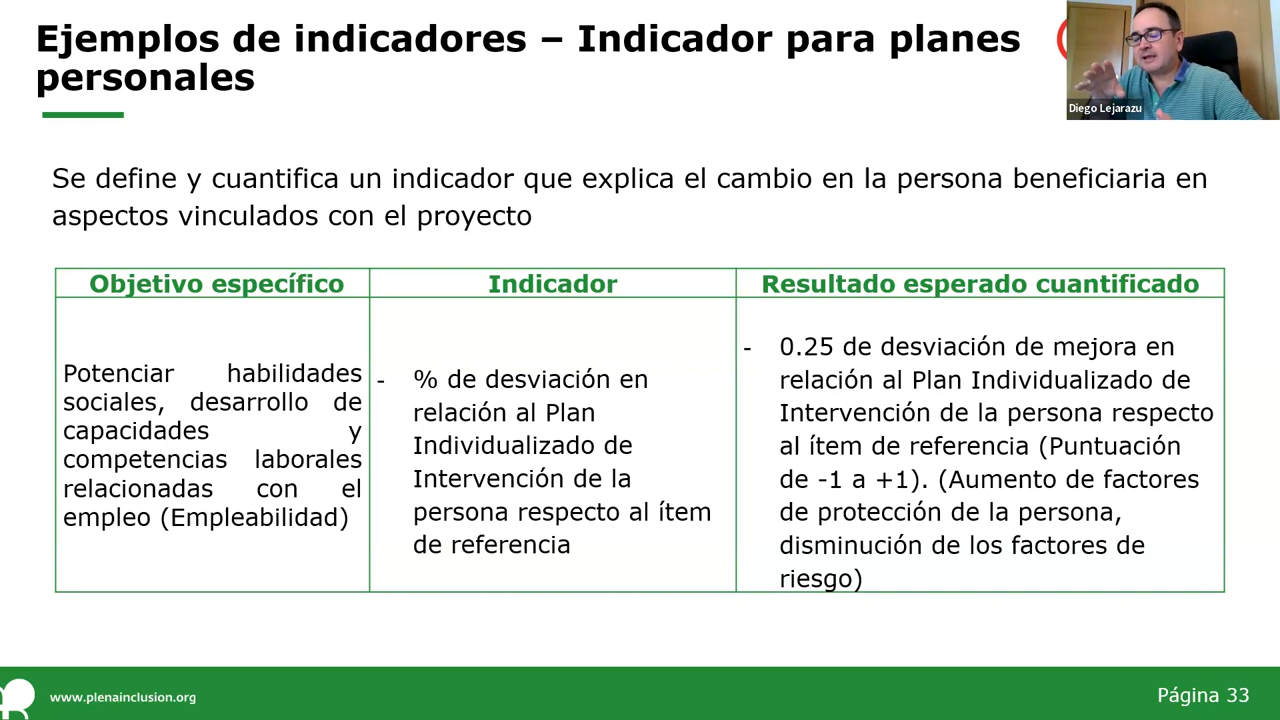 Ejemplos de indicadores – Indicador para planes
personales
Diego Lejarazu
Se define y cuantifica un indicador que explica el cambio en la persona beneficiaria en
aspectos vinculados con el proyecto
Objetivo específico
Indicador
Resultado esperado cuantificado
Potenciar habilidades
sociales, desarrollo de
capacidades y
competencias laborales
relacionadas con el
empleo (Empleabilidad)
- % de desviación en
relación al Plan
Individualizado de
Intervención de la
persona respecto al ítem
de referencia
- 0.25 de desviación de mejora en
relación al Plan Individualizado de
Intervención de la persona respecto
al ítem de referencia (Puntuación
de -1 a +1). (Aumento de factores
de protección de la persona,
disminución de los factores de
riesgo)
www.plenainclusion.org
Página 33